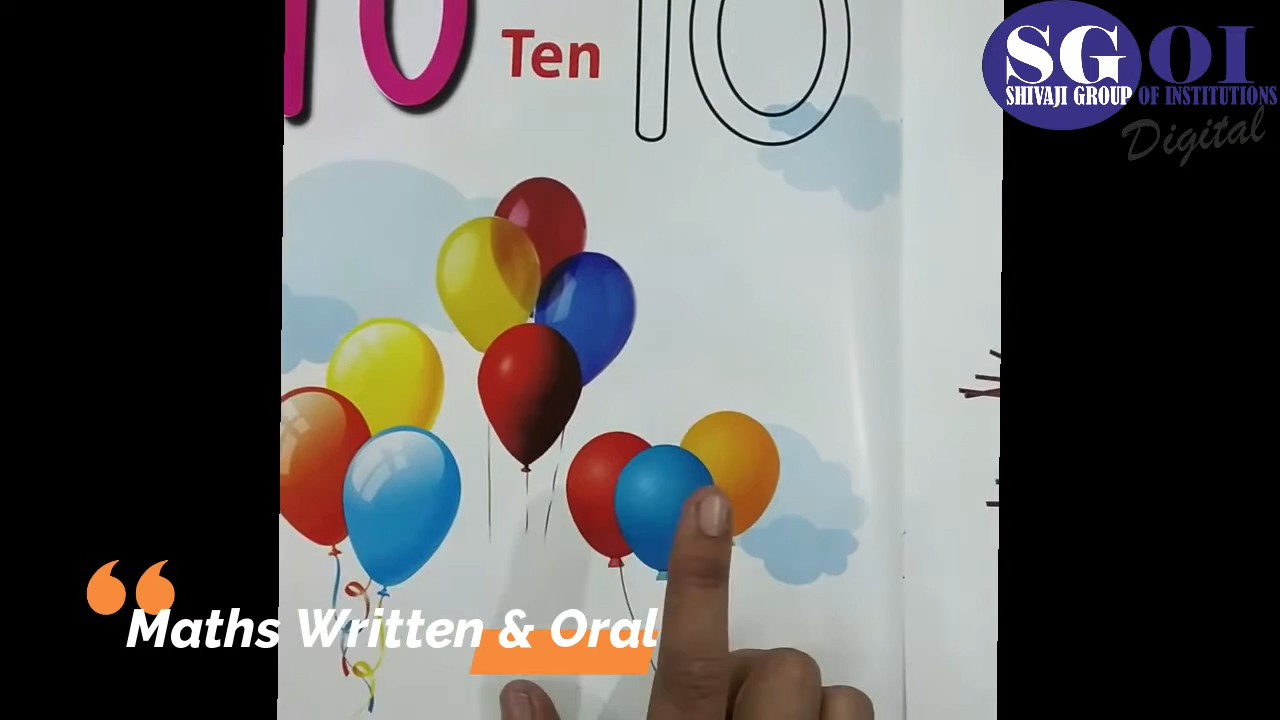 10 Ten 10
SGOI
SHIVAJI GROUP OF INSTITUTIONS
Digital
Maths Written & Oral